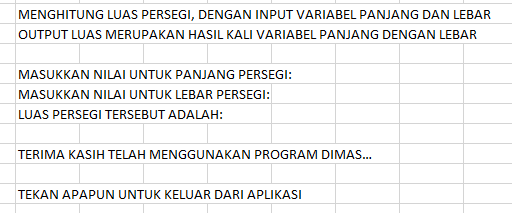 MENGHITUNG LUAS PERSEGI, DENGAN INPUT VARIABEL PANJANG DAN LEBAR
OUTPUT LUAS MERUPAKAN HASIL KALI VARIABEL PANJANG DENGAN LEBAR
MASUKKAN NILAI UNTUK PANJANG PERSEGI:
MASUKKAN NILAI UNTUK LEBAR PERSEGI:
LUAS PERSEGI TERSEBUT ADALAH:
TERIMA KASIH TELAH MENGGUNAKAN PROGRAM DIMAS...
TEKAN APAPUN UNTUK KELUAR DARI APLIKASI